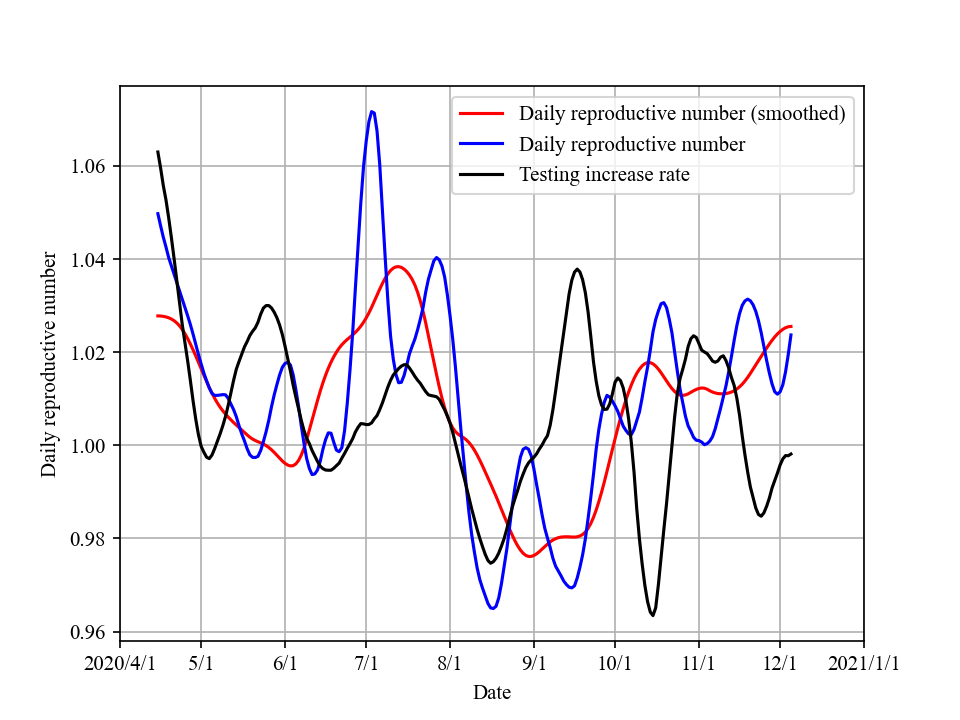 Daily reproductive number (smoothed)
Daily reproductive number
Testing increase rate
Daily reproductive number
1.06
1.04
1.02
1.00
0.98
0.96
2020/4/1 5/1 6/1 7/1 8/1 9/1 10/1 11/1 12/1 2021/1/1
Date